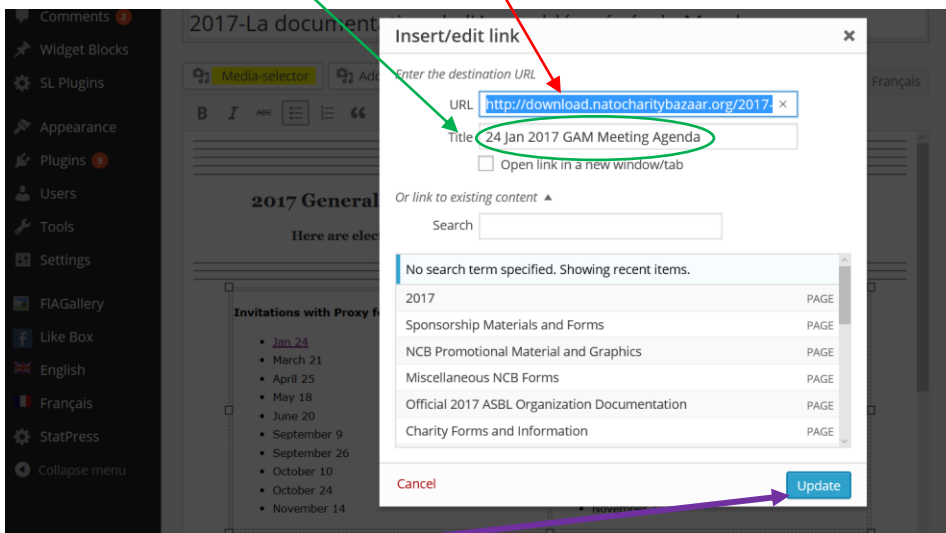 Comments 2
Widget Blocks
SL Plugins
Appearance
Plugins 9
Users
Tools
Settings
FlAGallery
Like Box
English
Français
StatPress
Collapse menu
2017-La document
Media-selector
Add
Français
B I ABC
2017 General
Here are elec
Invitations with Proxy fo
Jan 24
March 21
April 25
May 18
June 20
September 9
September 26
October 10
October 24
November 14
Insert/edit link
Enter the destination URL
URL http://download.natocharitybazaar.org/2017-
Title 24 Jan 2017 GAM Meeting Agenda
Open link in a new window/tab
Or link to existing content
Search
No search term specified. Showing recent items.
2017 PAGE
Sponsorship Materials and Forms PAGE
NCB Promotional Material and Graphics PAGE
Miscellaneous NCB Forms PAGE
Official 2017 ASBL Organization Documentation PAGE
Charity Forms and Information PAGE
Cancel Update